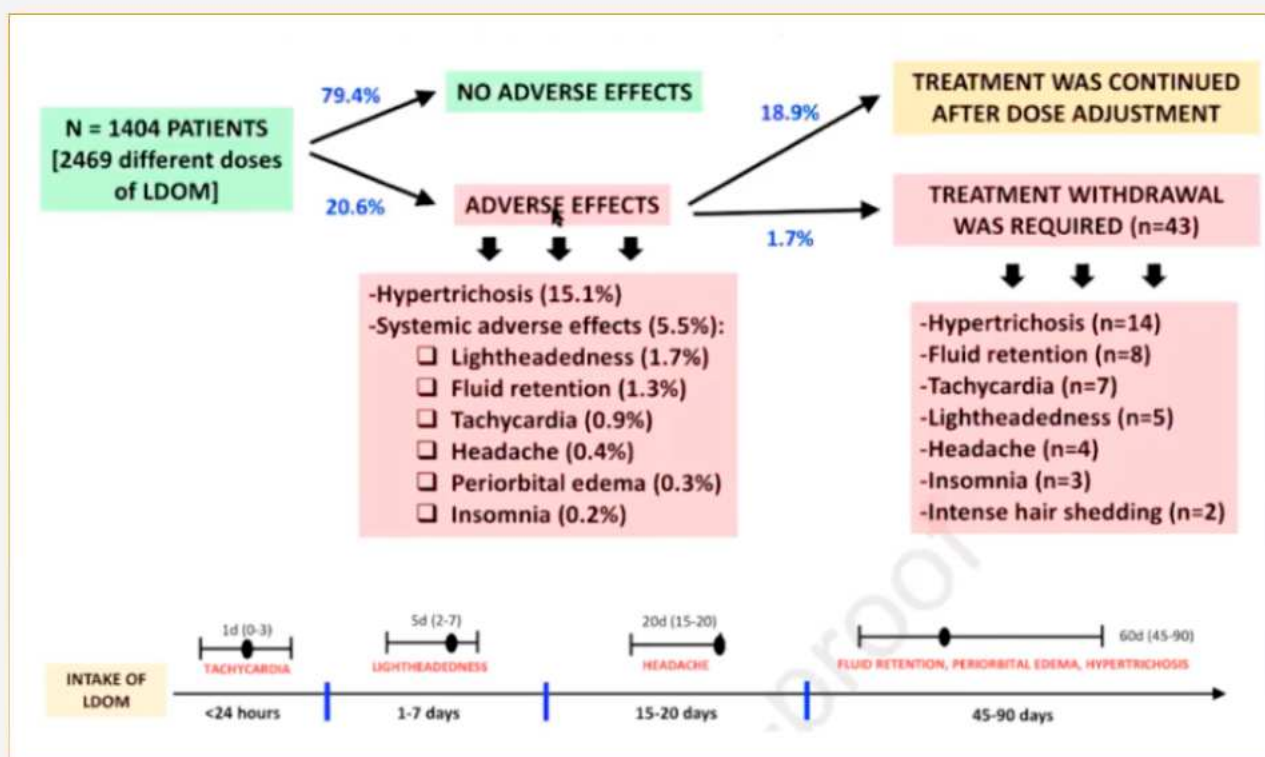 N = 1404 PATIENTS
[2469 different doses
of LDOM]
79.4%
20.6%
NO ADVERSE EFFECTS
ADVERSE EFFECTS
18.9%
1.7%
TREATMENT WAS CONTINUED
AFTER DOSE ADJUSTMENT
TREATMENT WITHDRAWAL
WAS REQUIRED (n=43)
-Hypertrichosis (15.1%)
-Systemic adverse effects (5.5%):
Lightheadedness (1.7%)
Fluid retention (1.3%)
Tachycardia (0.9%)
Headache (0.4%)
Periorbital edema (0.3%)
Insomnia (0.2%)
-Hypertrichosis (n=14)
-Fluid retention (n=8)
-Tachycardia (n=7)
-Lightheadedness (n=5)
-Headache (n=4)
-Insomnia (n=3)
-Intense hair shedding (n=2)
1d (0-3)
TACHYCARDIA
5d (2-7)
LIGHTHEADEDNESS
20d (15-20)
HEADACHE
60d (45-90)
FLUID RETENTION, PERIORBITAL EDEMA, HYPERTRICHOSIS
INTAKE OF
LDOM
<24 hours
1-7 days
15-20 days
45-90 days
proof